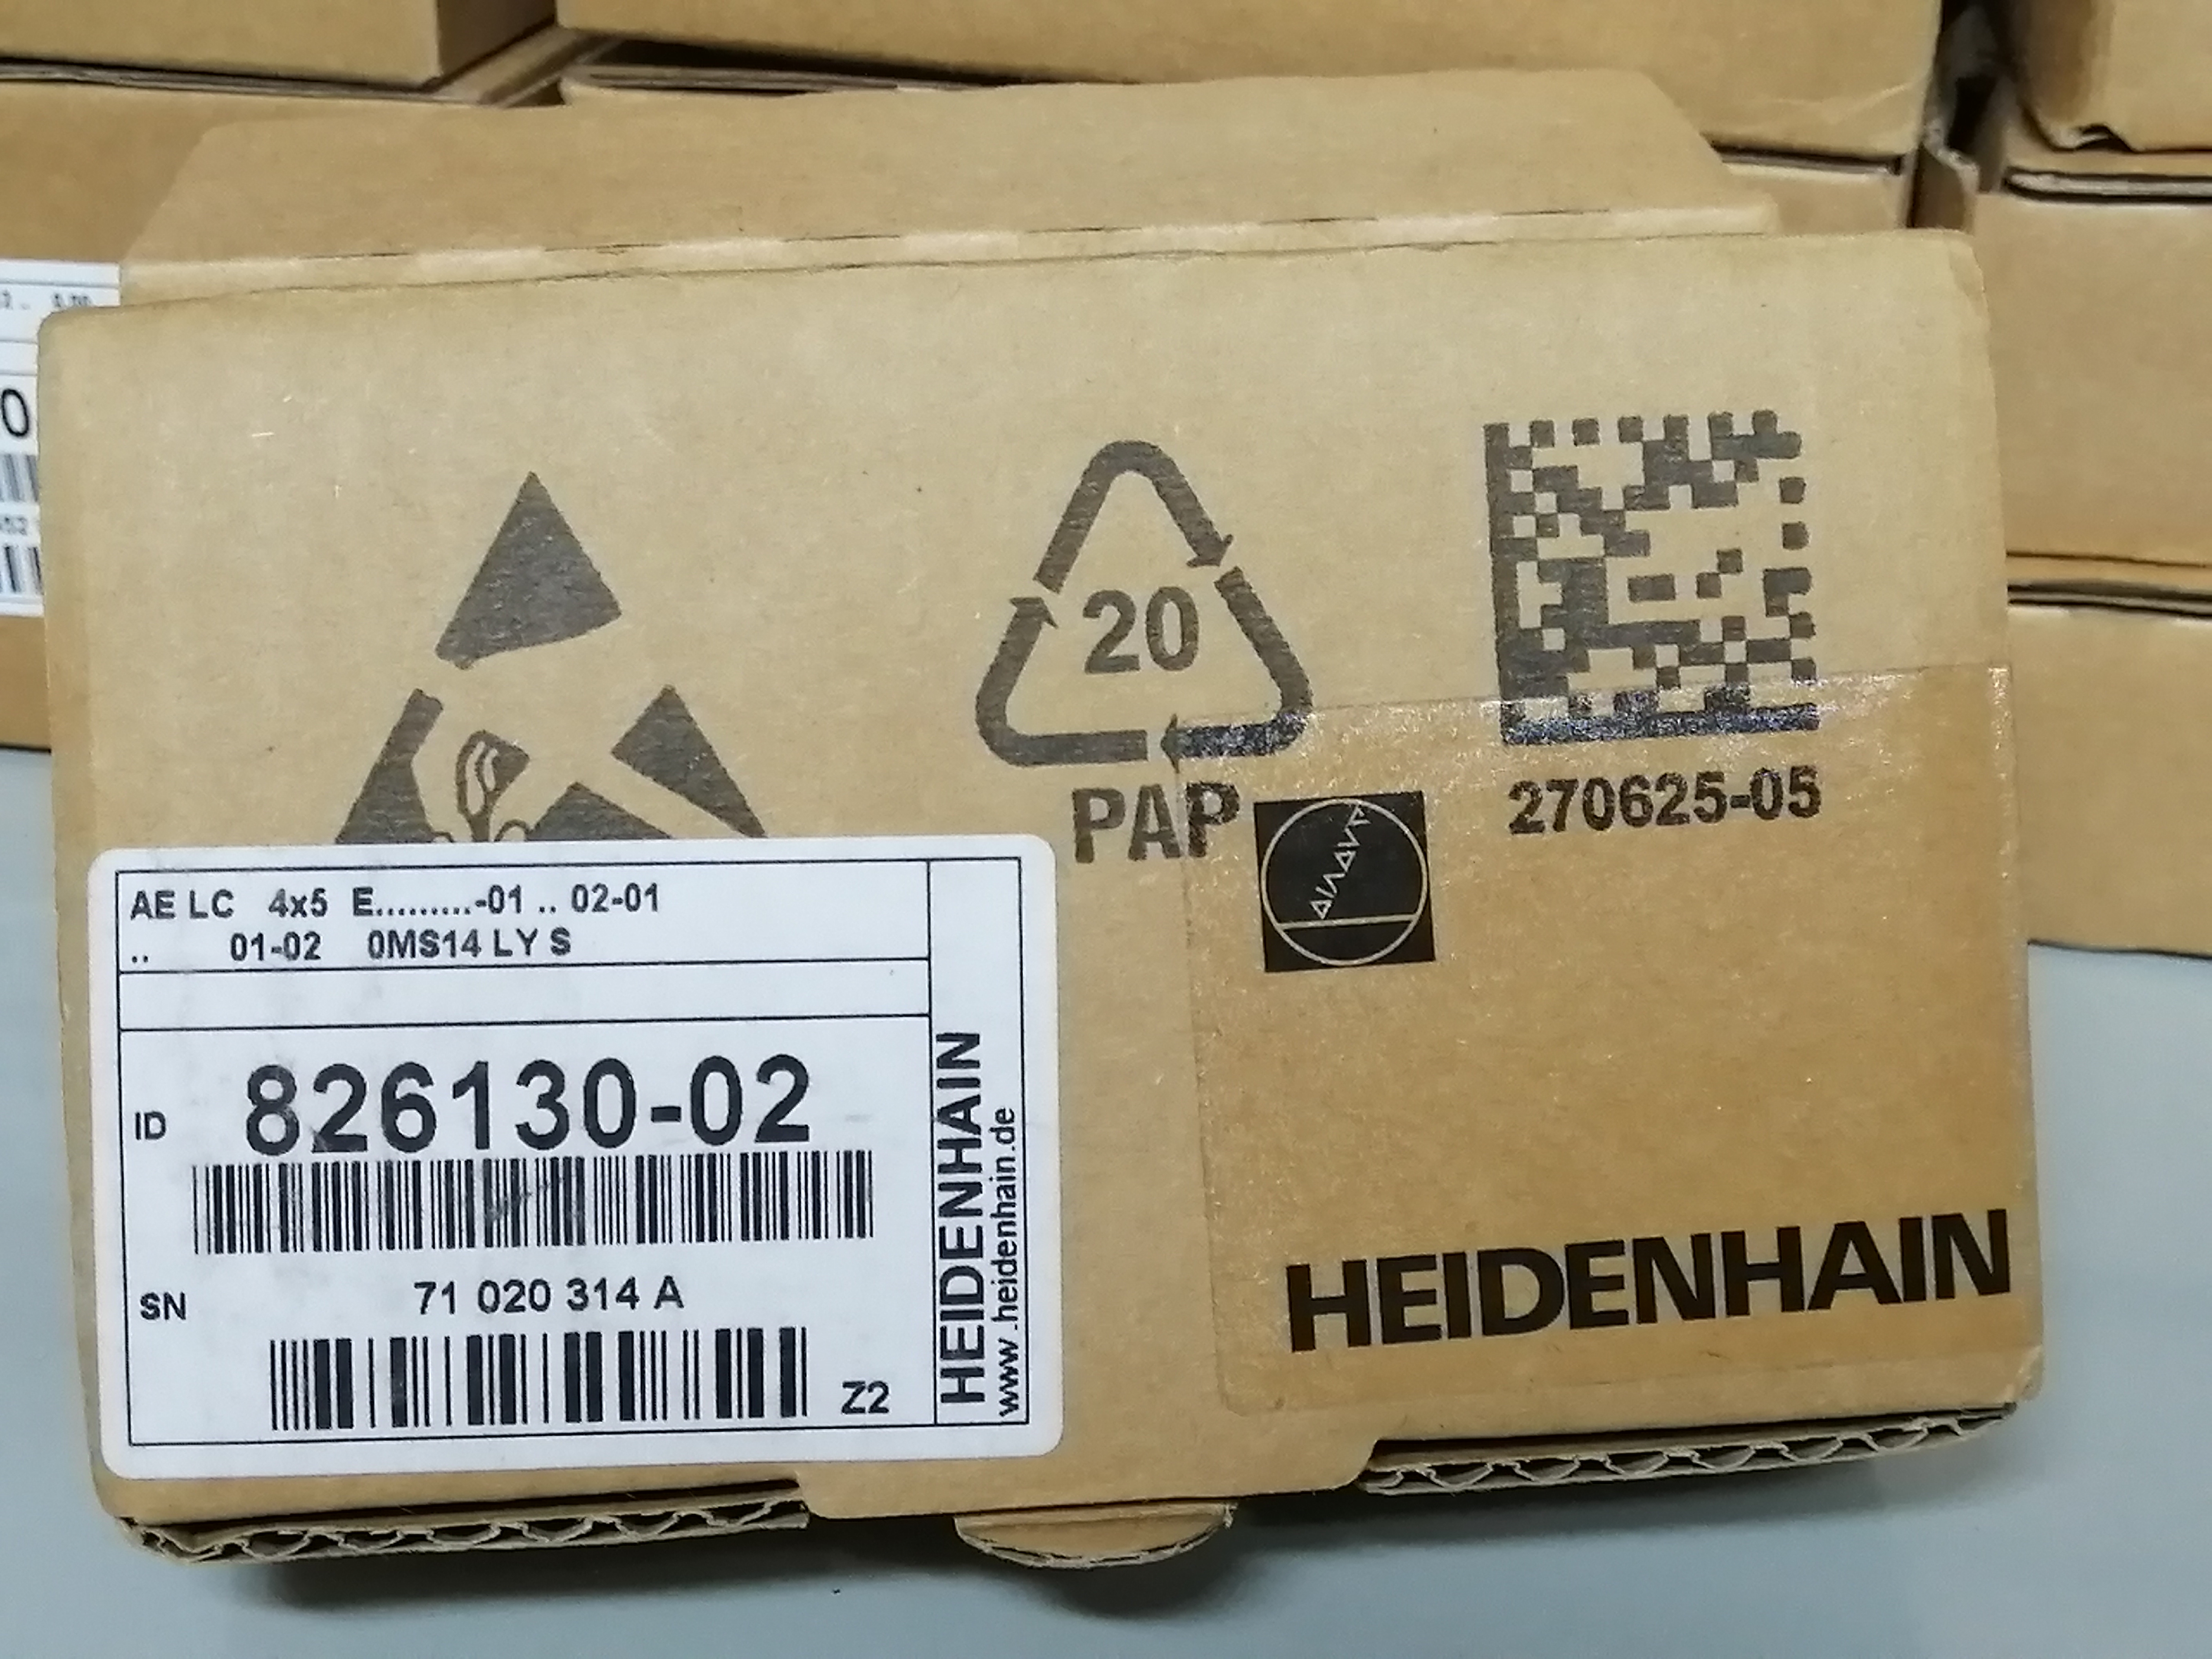 20
PAP
270625-05
AE LC 4x5 E.........-01 .. 02-01
.. 01-02 0MS14 LY S
ID 826130-02
SN 71 020 314 A
Z2
HEIDENHAIN
www.heidenhain.de
HEIDENHAIN